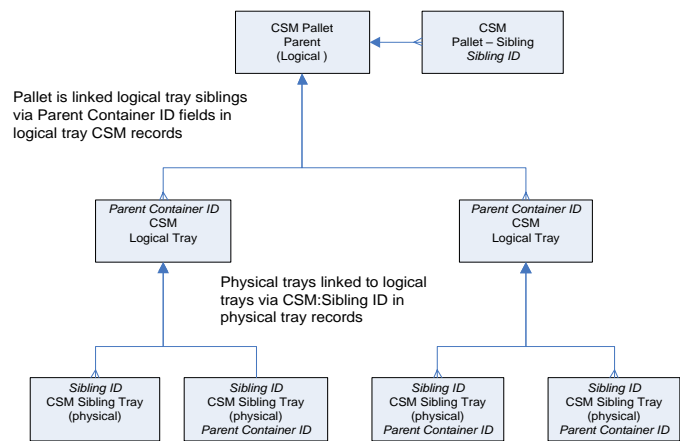 CSM Pallet
Parent
(Logical )
CSM
Pallet – Sibling
Sibling ID
Pallet is linked logical tray siblings
via Parent Container ID fields in
logical tray CSM records
Parent Container ID
CSM
Logical Tray
Parent Container ID
CSM
Logical Tray
Physical trays linked to logical
trays via CSM:Sibling ID in
physical tray records
Sibling ID
CSM Sibling Tray
(physical)
Sibling ID
CSM Sibling Tray
(physical)
Parent Container ID
Sibling ID
CSM Sibling Tray
(physical)
Parent Container ID
Sibling ID
CSM Sibling Tray
(physical)
Parent Container ID